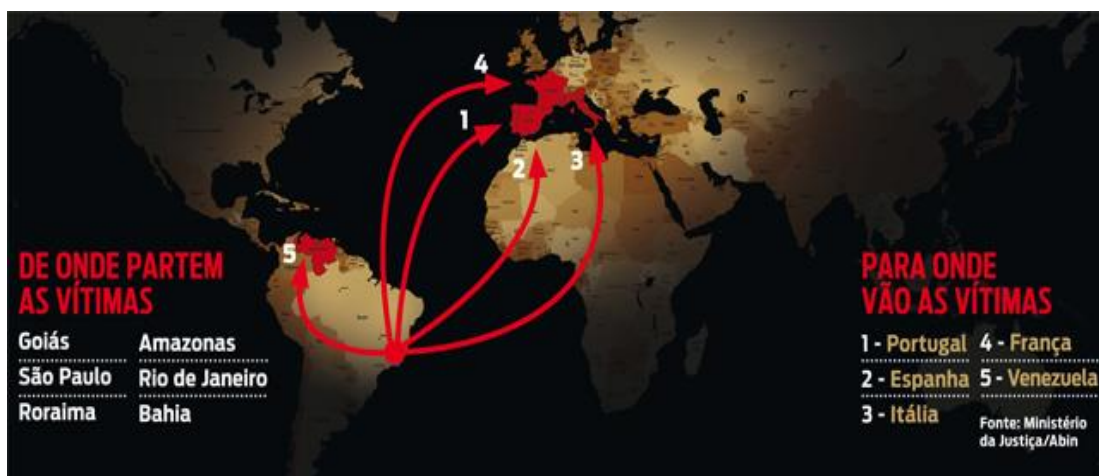 4
1
2
3
5
DE ONDE PARTEM
AS VÍTIMAS
Goiás
Amazonas
São Paulo
Rio de Janeiro
Roraima
Bahia
PARA ONDE
VÃO AS VÍTIMAS
1 - Portugal
4 - França
2 - Espanha
5 - Venezuela
3 - Itália
Fonte: Ministério
da Justiça/Abin